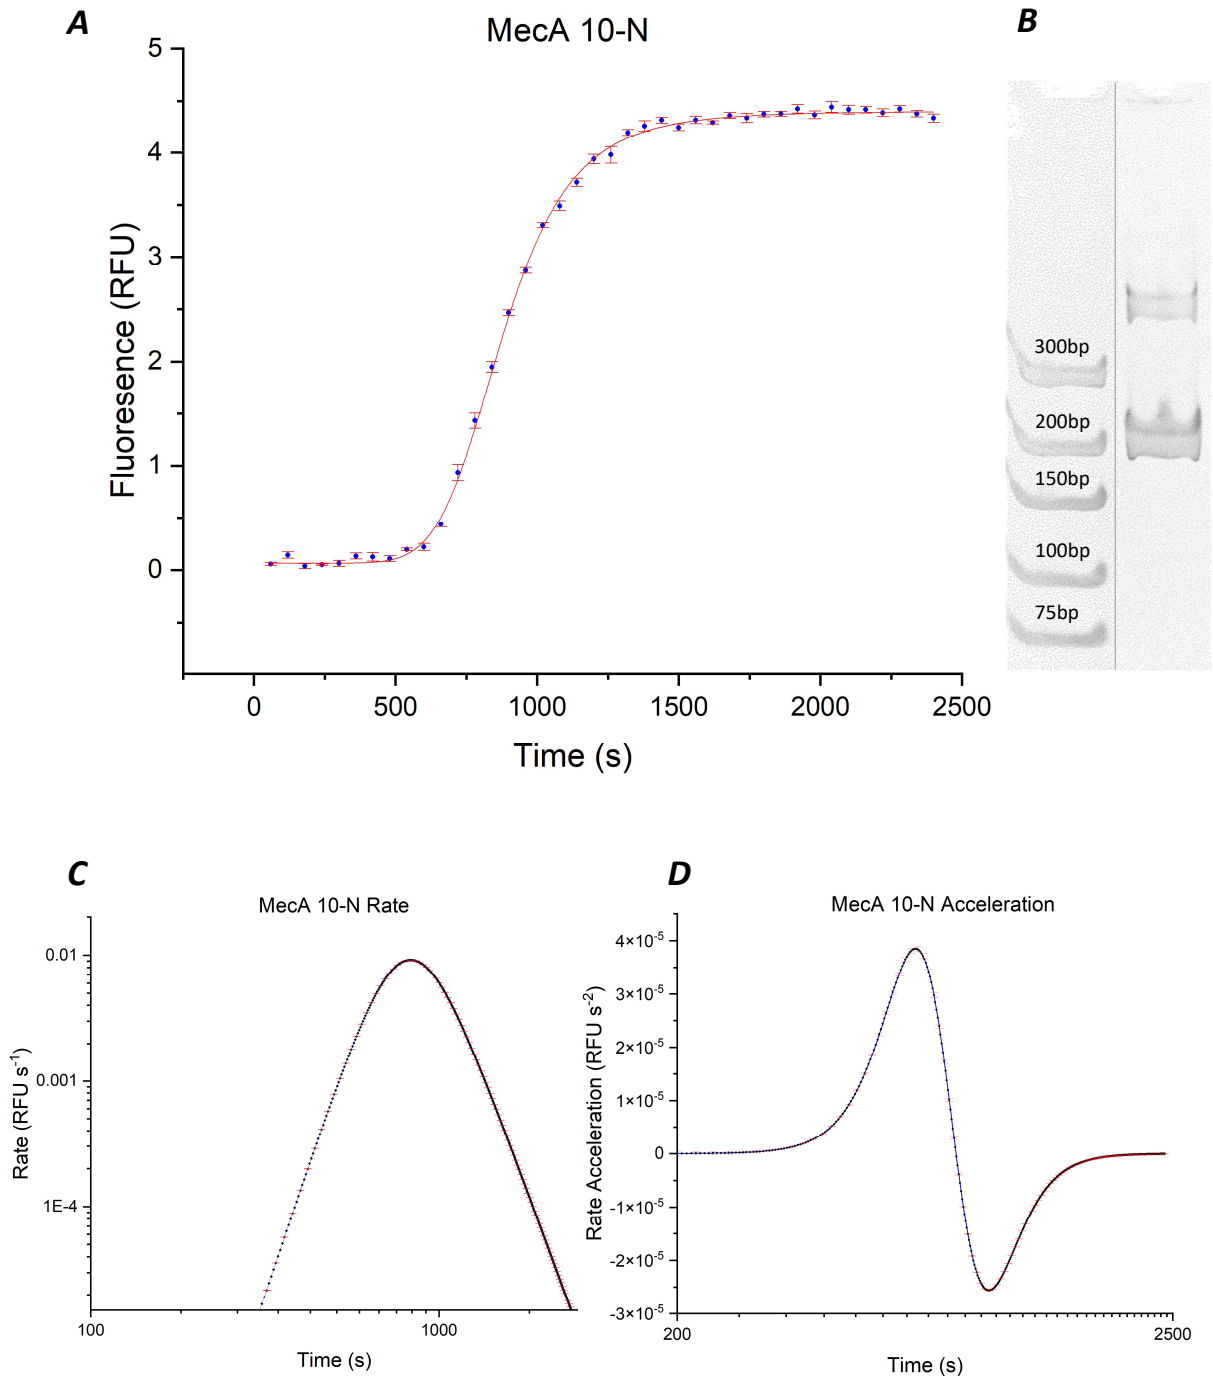 A
MecA 10-N
5
4
3
2
1
0
Fluoresence (RFU)
0 500 1000 1500 2000 2500
Time (s)
B
300bp
200bp
150bp
100bp
75bp
C
MecA 10-N Rate
0.01
0.001
1E-4
Rate (RFU s⁻¹)
100 1000
Time (s)
D
MecA 10-N Acceleration
4×10⁻⁵
3×10⁻⁵
2×10⁻⁵
1×10⁻⁵
0
-1×10⁻⁵
-2×10⁻⁵
-3×10⁻⁵
Rate Acceleration (RFU s⁻²)
200 2500
Time (s)